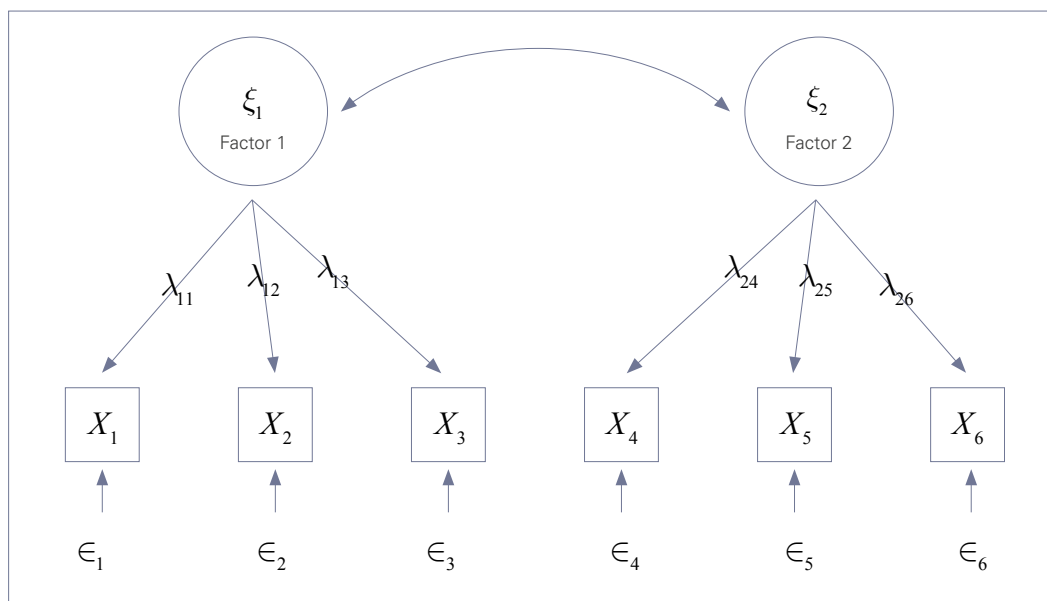 ξ₁
Factor 1
ξ₂
Factor 2
λ₁₁
λ₁₂
λ₁₃
λ₂₄
λ₂₅
λ₂₆
X₁
X₂
X₃
X₄
X₅
X₆
∈₁
∈₂
∈₃
∈₄
∈₅
∈₆